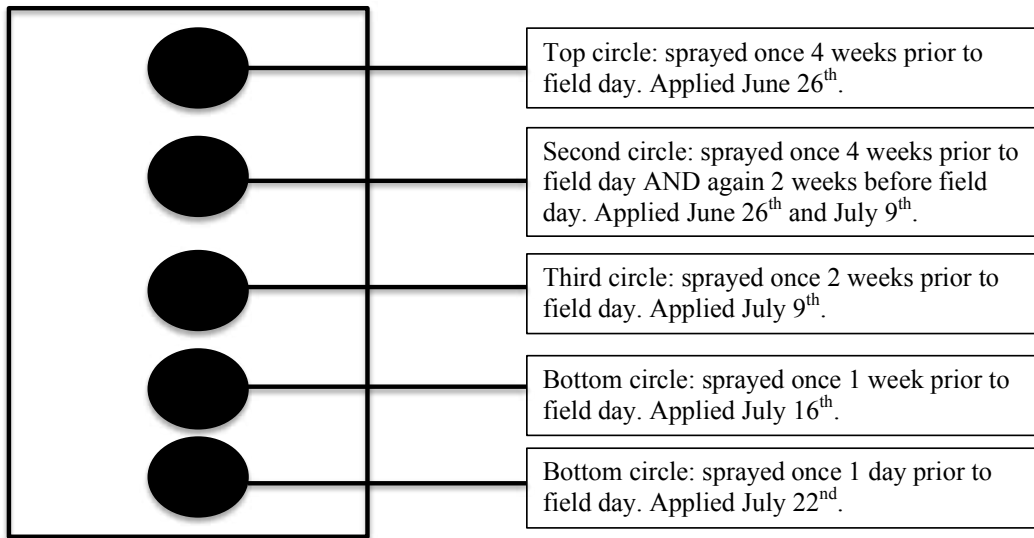 Top circle: sprayed once 4 weeks prior to
field day. Applied June 26th.
Second circle: sprayed once 4 weeks prior to
field day AND again 2 weeks before field
day. Applied June 26th and July 9th.
Third circle: sprayed once 2 weeks prior to
field day. Applied July 9th.
Bottom circle: sprayed once 1 week prior to
field day. Applied July 16th.
Bottom circle: sprayed once 1 day prior to
field day. Applied July 22nd.